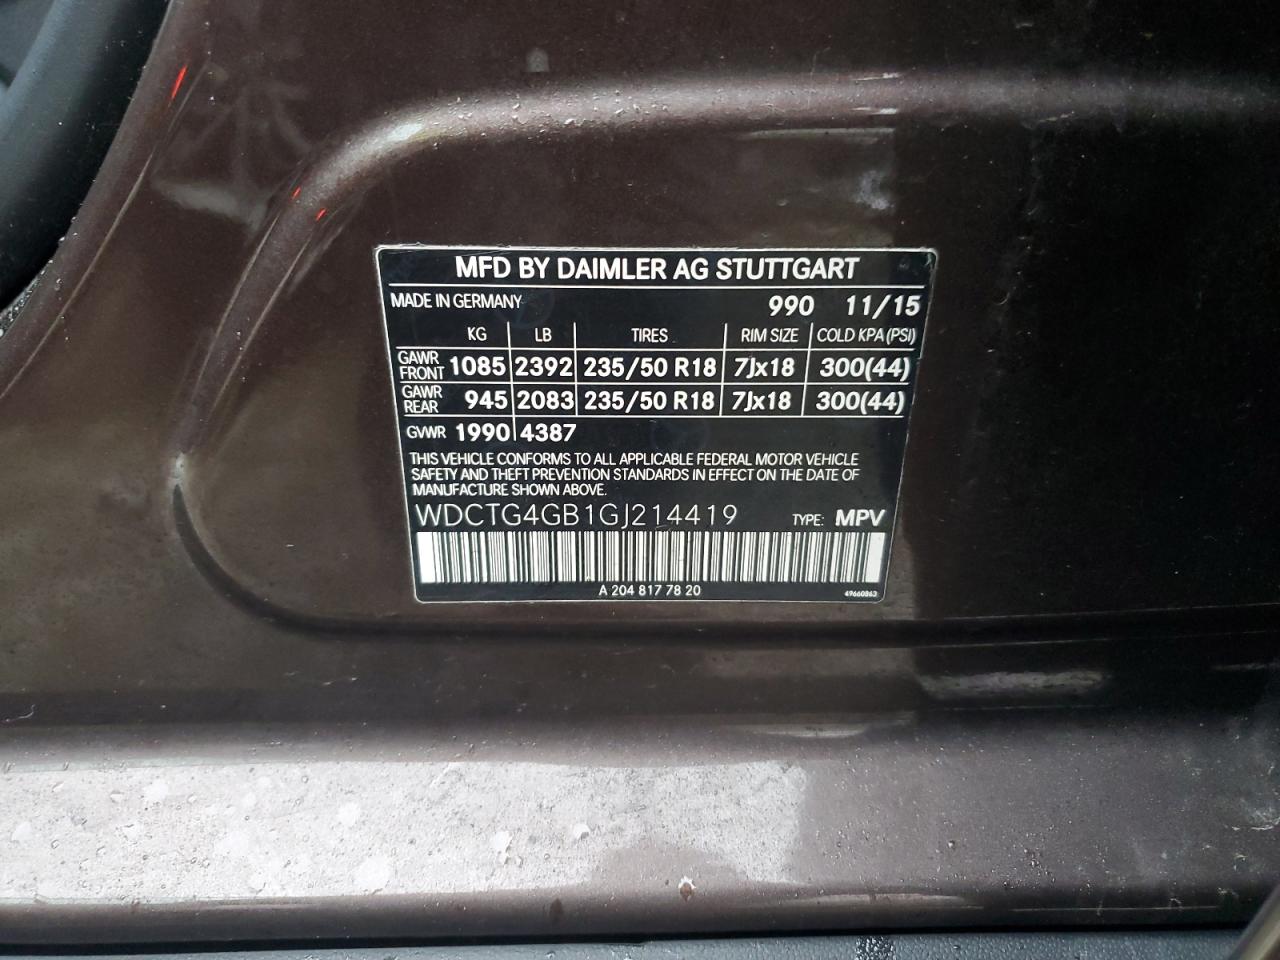 MFD BY DAIMLER AG STUTTGART
MADE IN GERMANY 990 11/15
KG LB TIRES RIM SIZE COLD KPA (PSI)
GAWR FRONT 1085 2392 235/50 R18 7Jx18 300(44)
GAWR REAR 945 2083 235/50 R18 7Jx18 300(44)
GVWR 1990 4387
THIS VEHICLE CONFORMS TO ALL APPLICABLE FEDERAL MOTOR VEHICLE
SAFETY AND THEFT PREVENTION STANDARDS IN EFFECT ON THE DATE OF
MANUFACTURE SHOWN ABOVE.
WDCTG4GB1GJ214419 TYPE: MPV
A 204 817 78 20 49660863